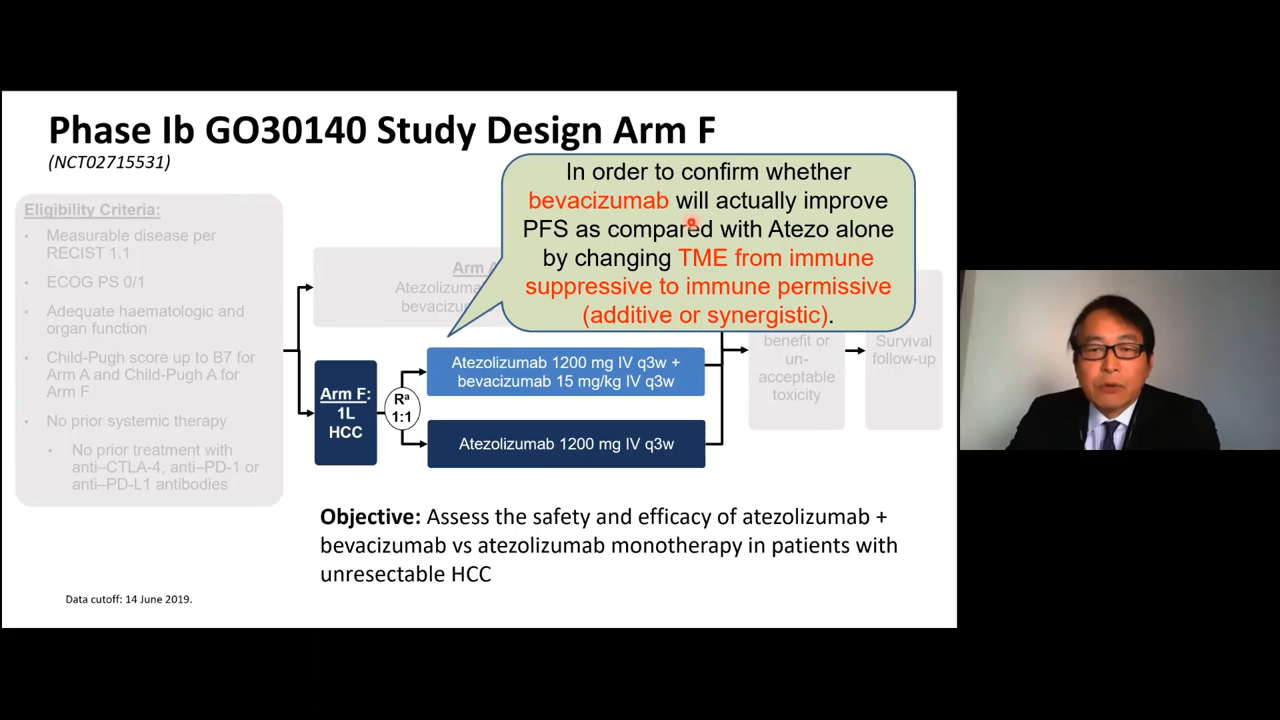 Phase Ib GO30140 Study Design Arm F
(NCT02715531)
Eligibility Criteria:
• Measurable disease per
RECIST 1.1
• ECOG PS 0/1
• Adequate haematologic and
organ function
• Child-Pugh score up to B7 for
Arm A and Child-Pugh A for
Arm F
• No prior systemic therapy
• No prior treatment with
anti–CTLA-4, anti–PD-1 or
anti–PD-L1 antibodies
In order to confirm whether
bevacizumab will actually improve
PFS as compared with Atezo alone
by changing TME from immune
suppressive to immune permissive
(additive or synergistic).
Arm
Arm F:
1L
HCC
Rᵃ
1:1
Atezolizumab 1200 mg IV q3w +
bevacizumab 15 mg/kg IV q3w
Atezolizumab 1200 mg IV q3w
benefit or
un-
acceptable
toxicity
Survival
follow-up
Objective: Assess the safety and efficacy of atezolizumab +
bevacizumab vs atezolizumab monotherapy in patients with
unresectable HCC
Data cutoff: 14 June 2019.